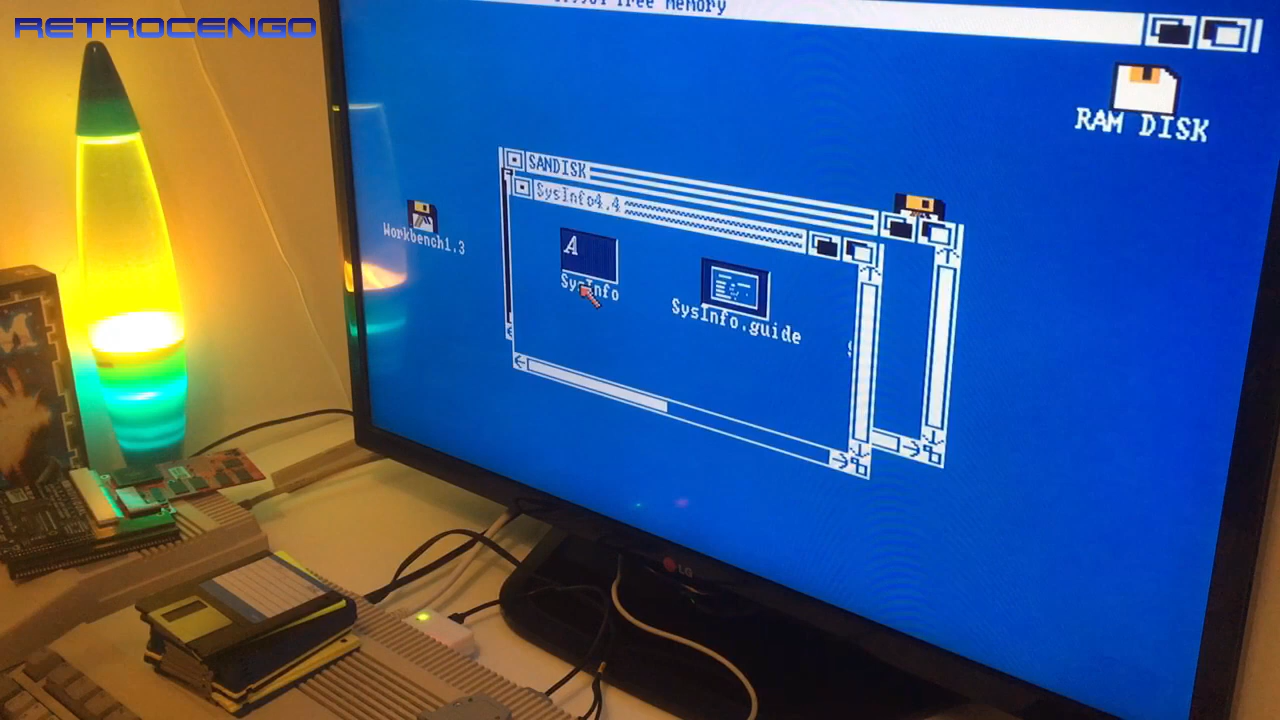 RETROCENGO
free memory
RAM DISK
SANDISK
SysInfo4.4
Workbench1.3
SysInfo
SysInfo.guide
LG